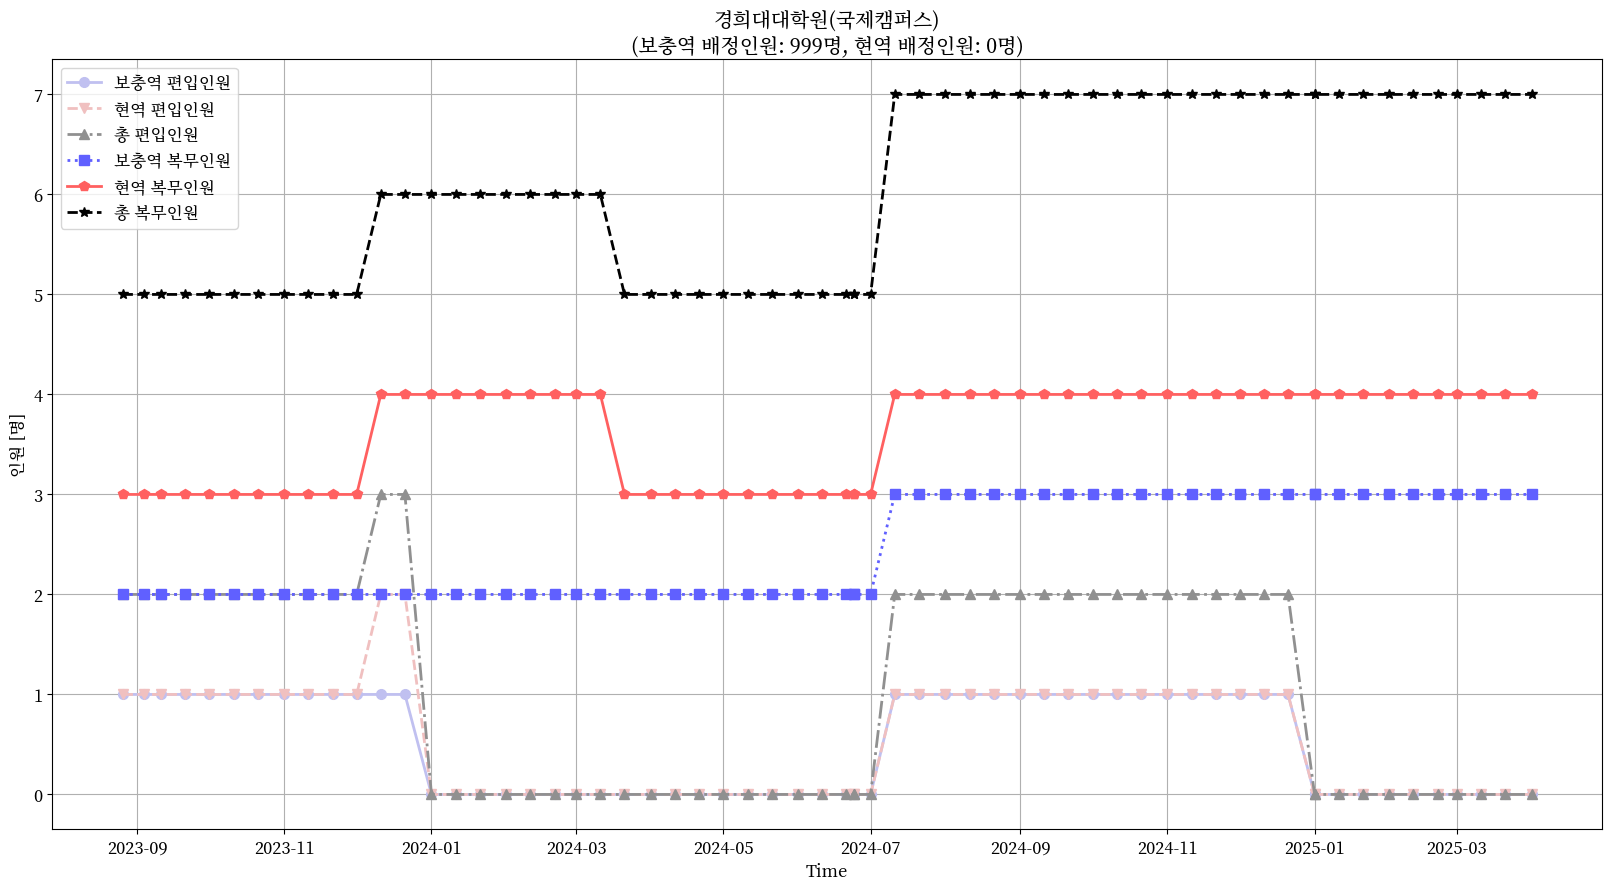 경희대대학원(국제캠퍼스)
(보충역 배정인원: 999명, 현역 배정인원: 0명)
보충역 편입인원
현역 편입인원
총 편입인원
보충역 복무인원
현역 복무인원
총 복무인원
7
6
5
4
3
2
1
0
인원 [명]
2023-09 2023-11 2024-01 2024-03 2024-05 2024-07 2024-09 2024-11 2025-01 2025-03
Time